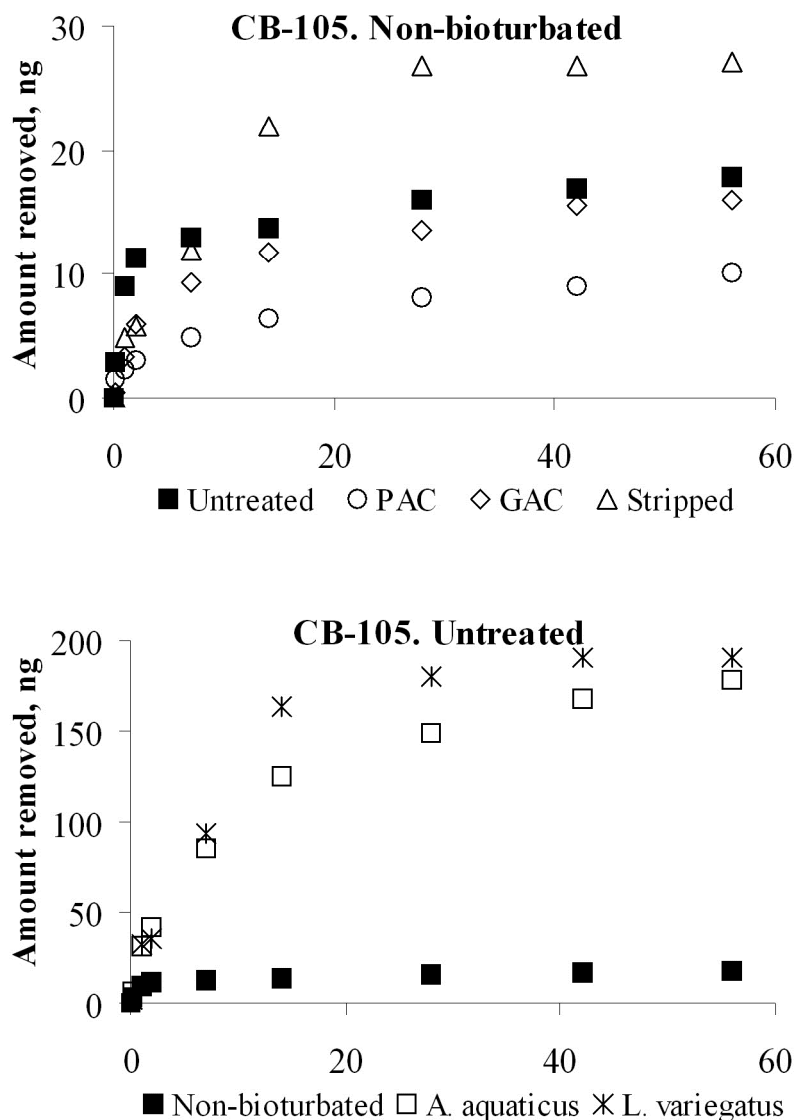 CB-105. Non-bioturbated
Amount removed, ng
30
20
10
0
0 20 40 60
Untreated PAC GAC Stripped
CB-105. Untreated
Amount removed, ng
200
150
100
50
0
0 20 40 60
Non-bioturbated A. aquaticus L. variegatus